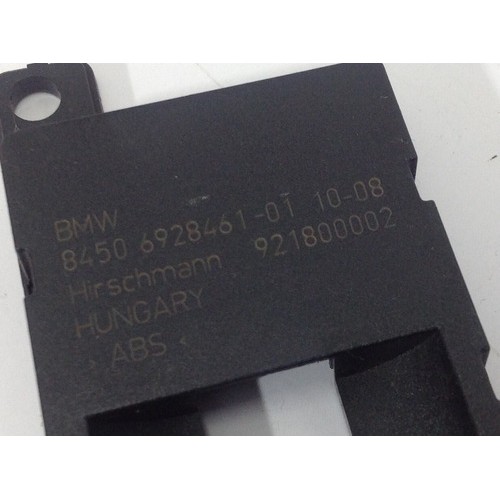 BMW
8450 6928461-01 10-08
Hirschmann 921800002
HUNGARY
› ABS ‹